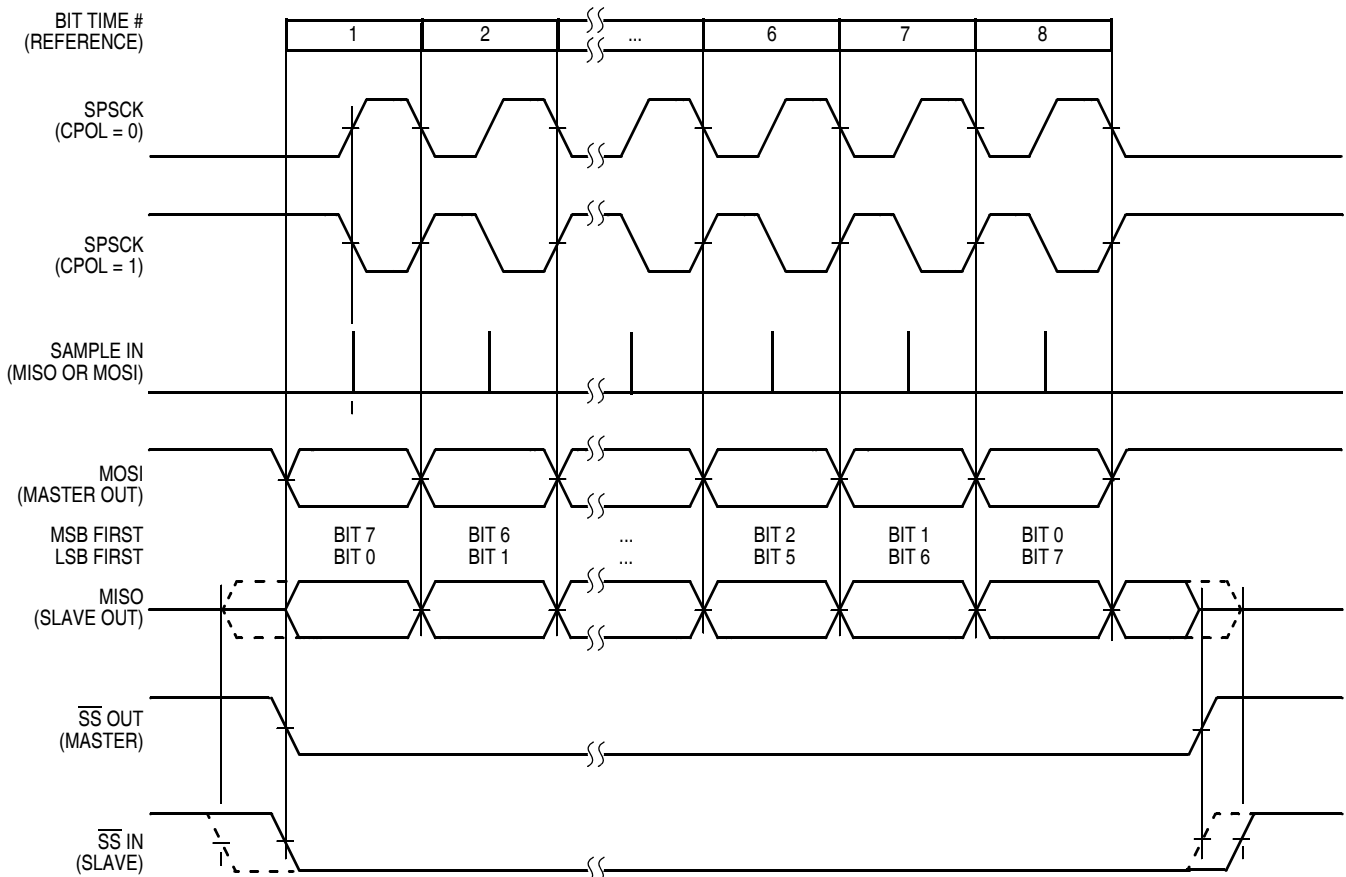 BIT TIME #
(REFERENCE)
1 2 ... 6 7 8
SPSCK
(CPOL = 0)
SPSCK
(CPOL = 1)
SAMPLE IN
(MISO OR MOSI)
MOSI
(MASTER OUT)
MSB FIRST BIT 7 BIT 6 ... BIT 2 BIT 1 BIT 0
LSB FIRST BIT 0 BIT 1 ... BIT 5 BIT 6 BIT 7
MISO
(SLAVE OUT)
S̅S̅ OUT
(MASTER)
S̅S̅ IN
(SLAVE)